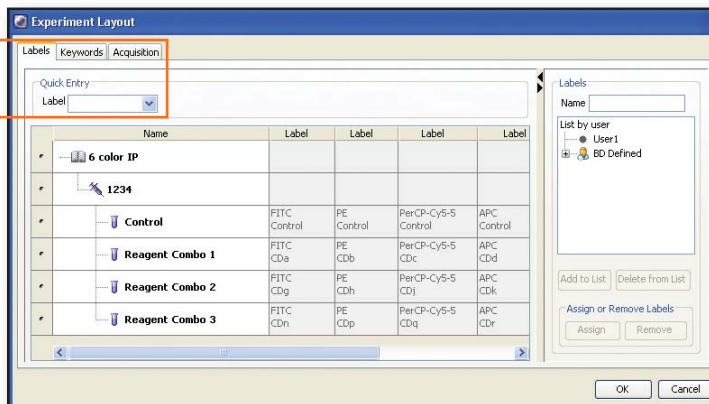 Experiment Layout
Labels Keywords Acquisition
Quick Entry
Label
Name Label Label Label Label
6 color IP
1234
Control FITC Control PE Control PerCP-Cy5-5 Control APC Control
Reagent Combo 1 FITC CDa PE CDb PerCP-Cy5-5 CDc APC CDd
Reagent Combo 2 FITC CDg PE CDh PerCP-Cy5-5 CDj APC CDk
Reagent Combo 3 FITC CDn PE CDp PerCP-Cy5-5 CDq APC CDr
Labels
Name
List by user
User1
BD Defined
Add to List Delete from List
Assign or Remove Labels
Assign Remove
OK Cancel